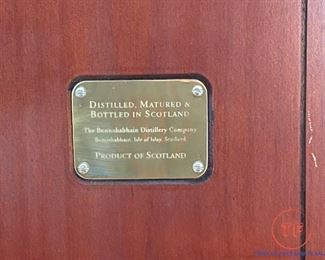 DISTILLED, MATURED &
BOTTLED IN SCOTLAND
The Bunnahabhain Distillery Company
Bunnahabhain, Isle of Islay, Scotland
PRODUCT OF SCOTLAND